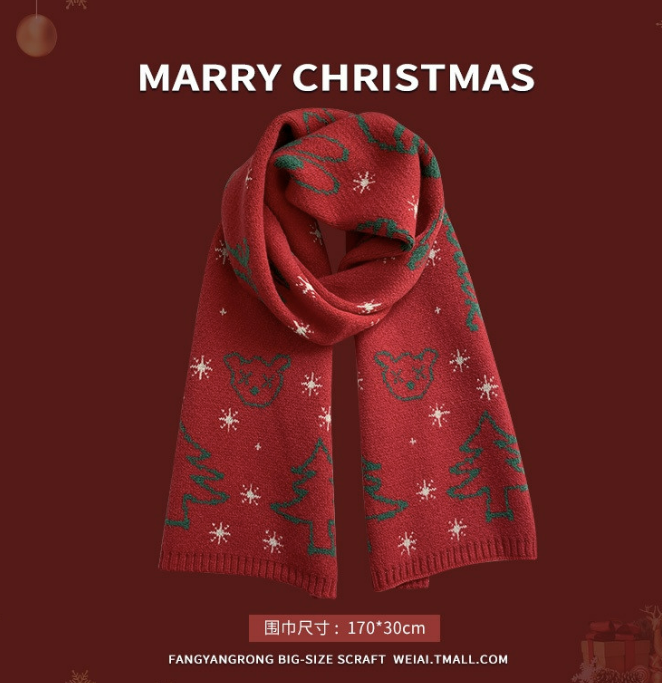 MARRY CHRISTMAS
围巾尺寸：170*30cm
FANGYANGRONG BIG-SIZE SCRAFT WEIAI.TMALL.COM